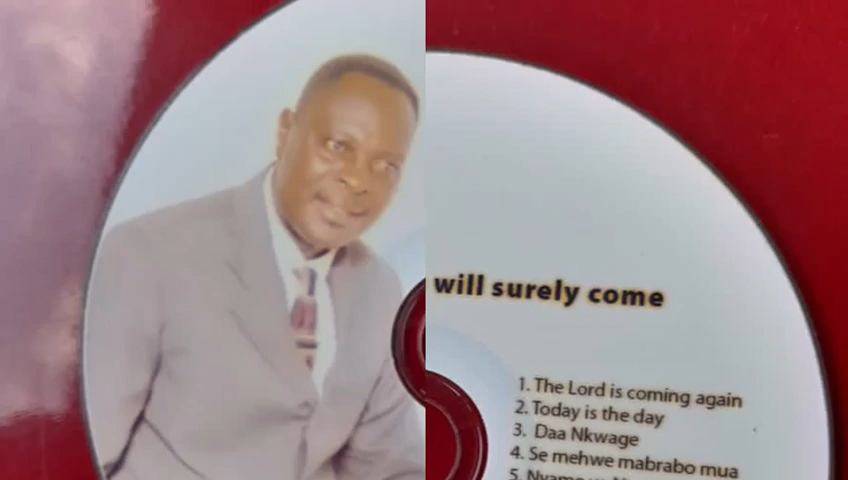 will surely come
1. The Lord is coming again
2. Today is the day
3. Daa Nkwage
4. Se mehwe mabrabo mua
5.